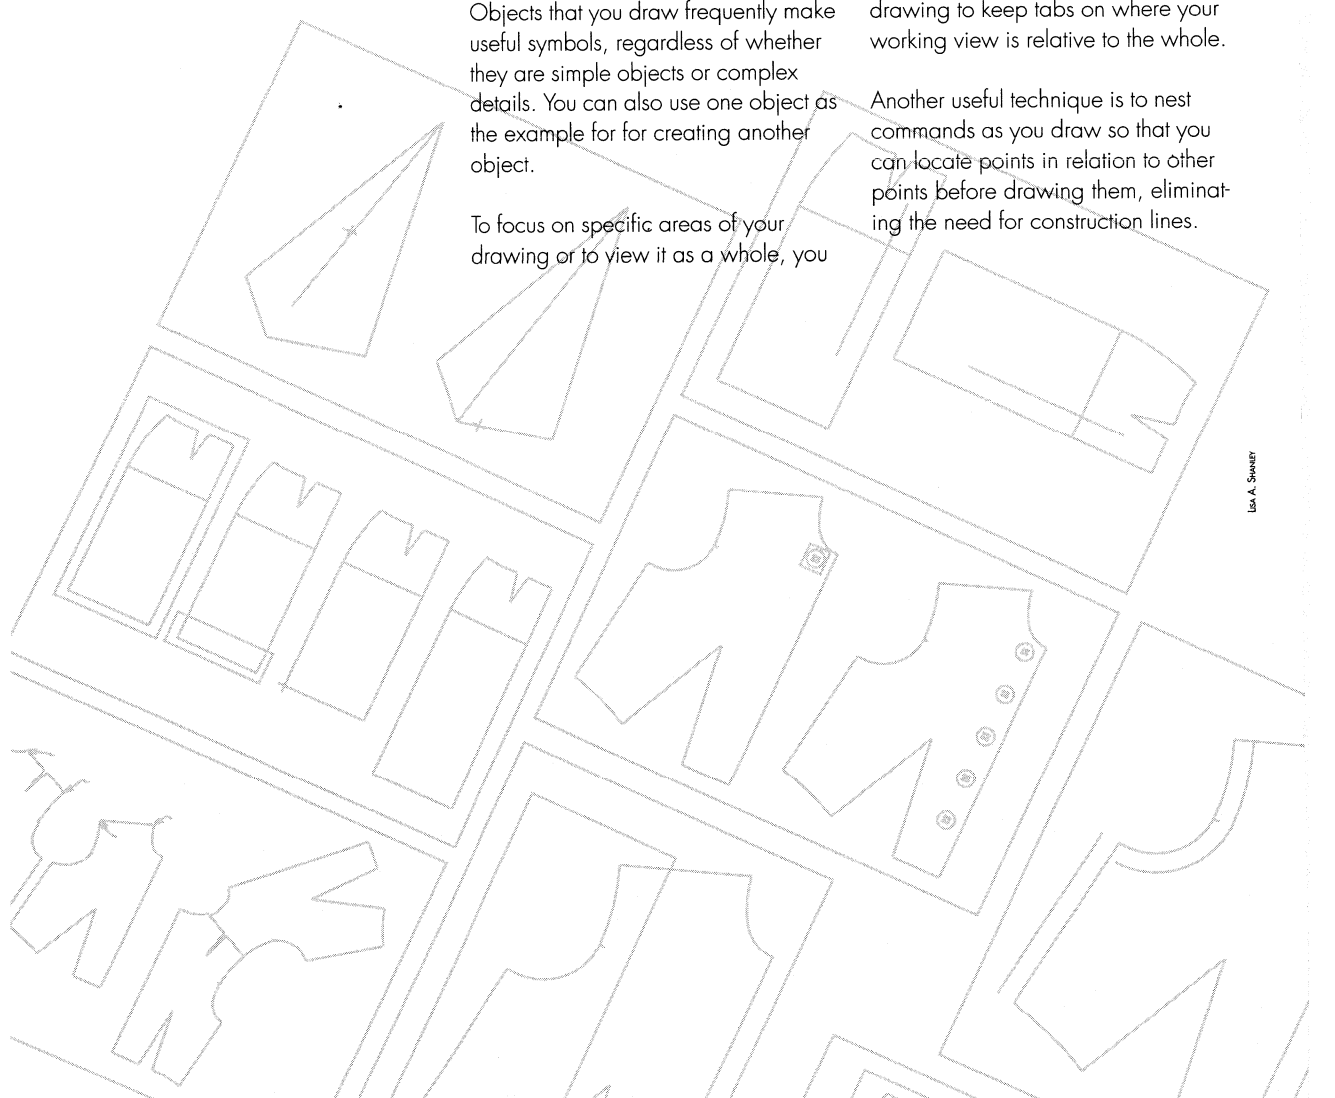 Objects that you draw frequently make
useful symbols, regardless of whether
they are simple objects or complex
details. You can also use one object as
the example for for creating another
object.
To focus on specific areas of your
drawing or to view it as a whole, you
drawing to keep tabs on where your
working view is relative to the whole.
Another useful technique is to nest
commands as you draw so that you
can locate points in relation to other
points before drawing them, eliminat-
ing the need for construction lines.
LISA A. SHANLEY